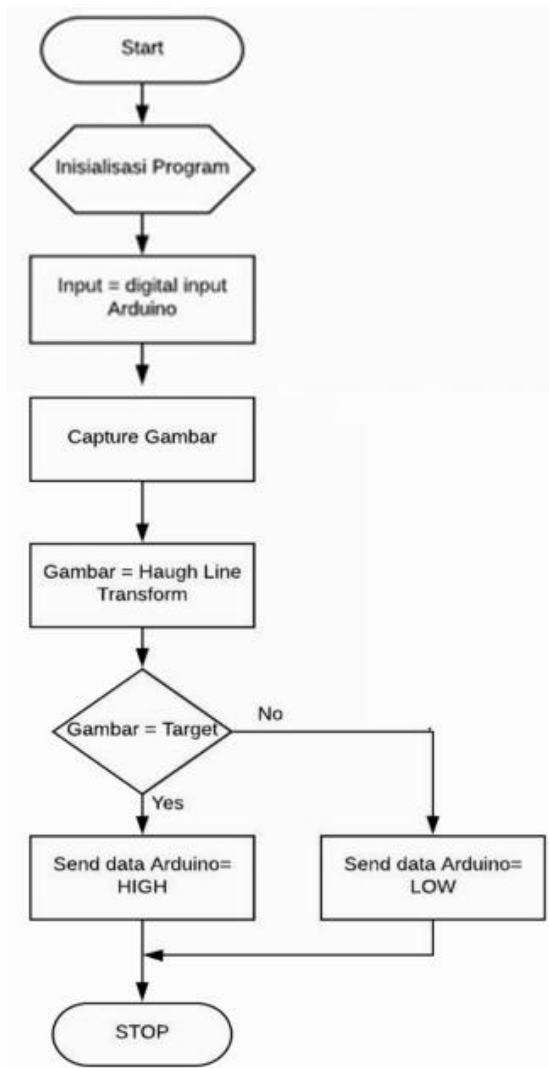 Start
Inisialisasi Program
Input = digital input
Arduino
Capture Gambar
Gambar = Haugh Line
Transform
Gambar = Target
No
Yes
Send data Arduino=
HIGH
Send data Arduino=
LOW
STOP